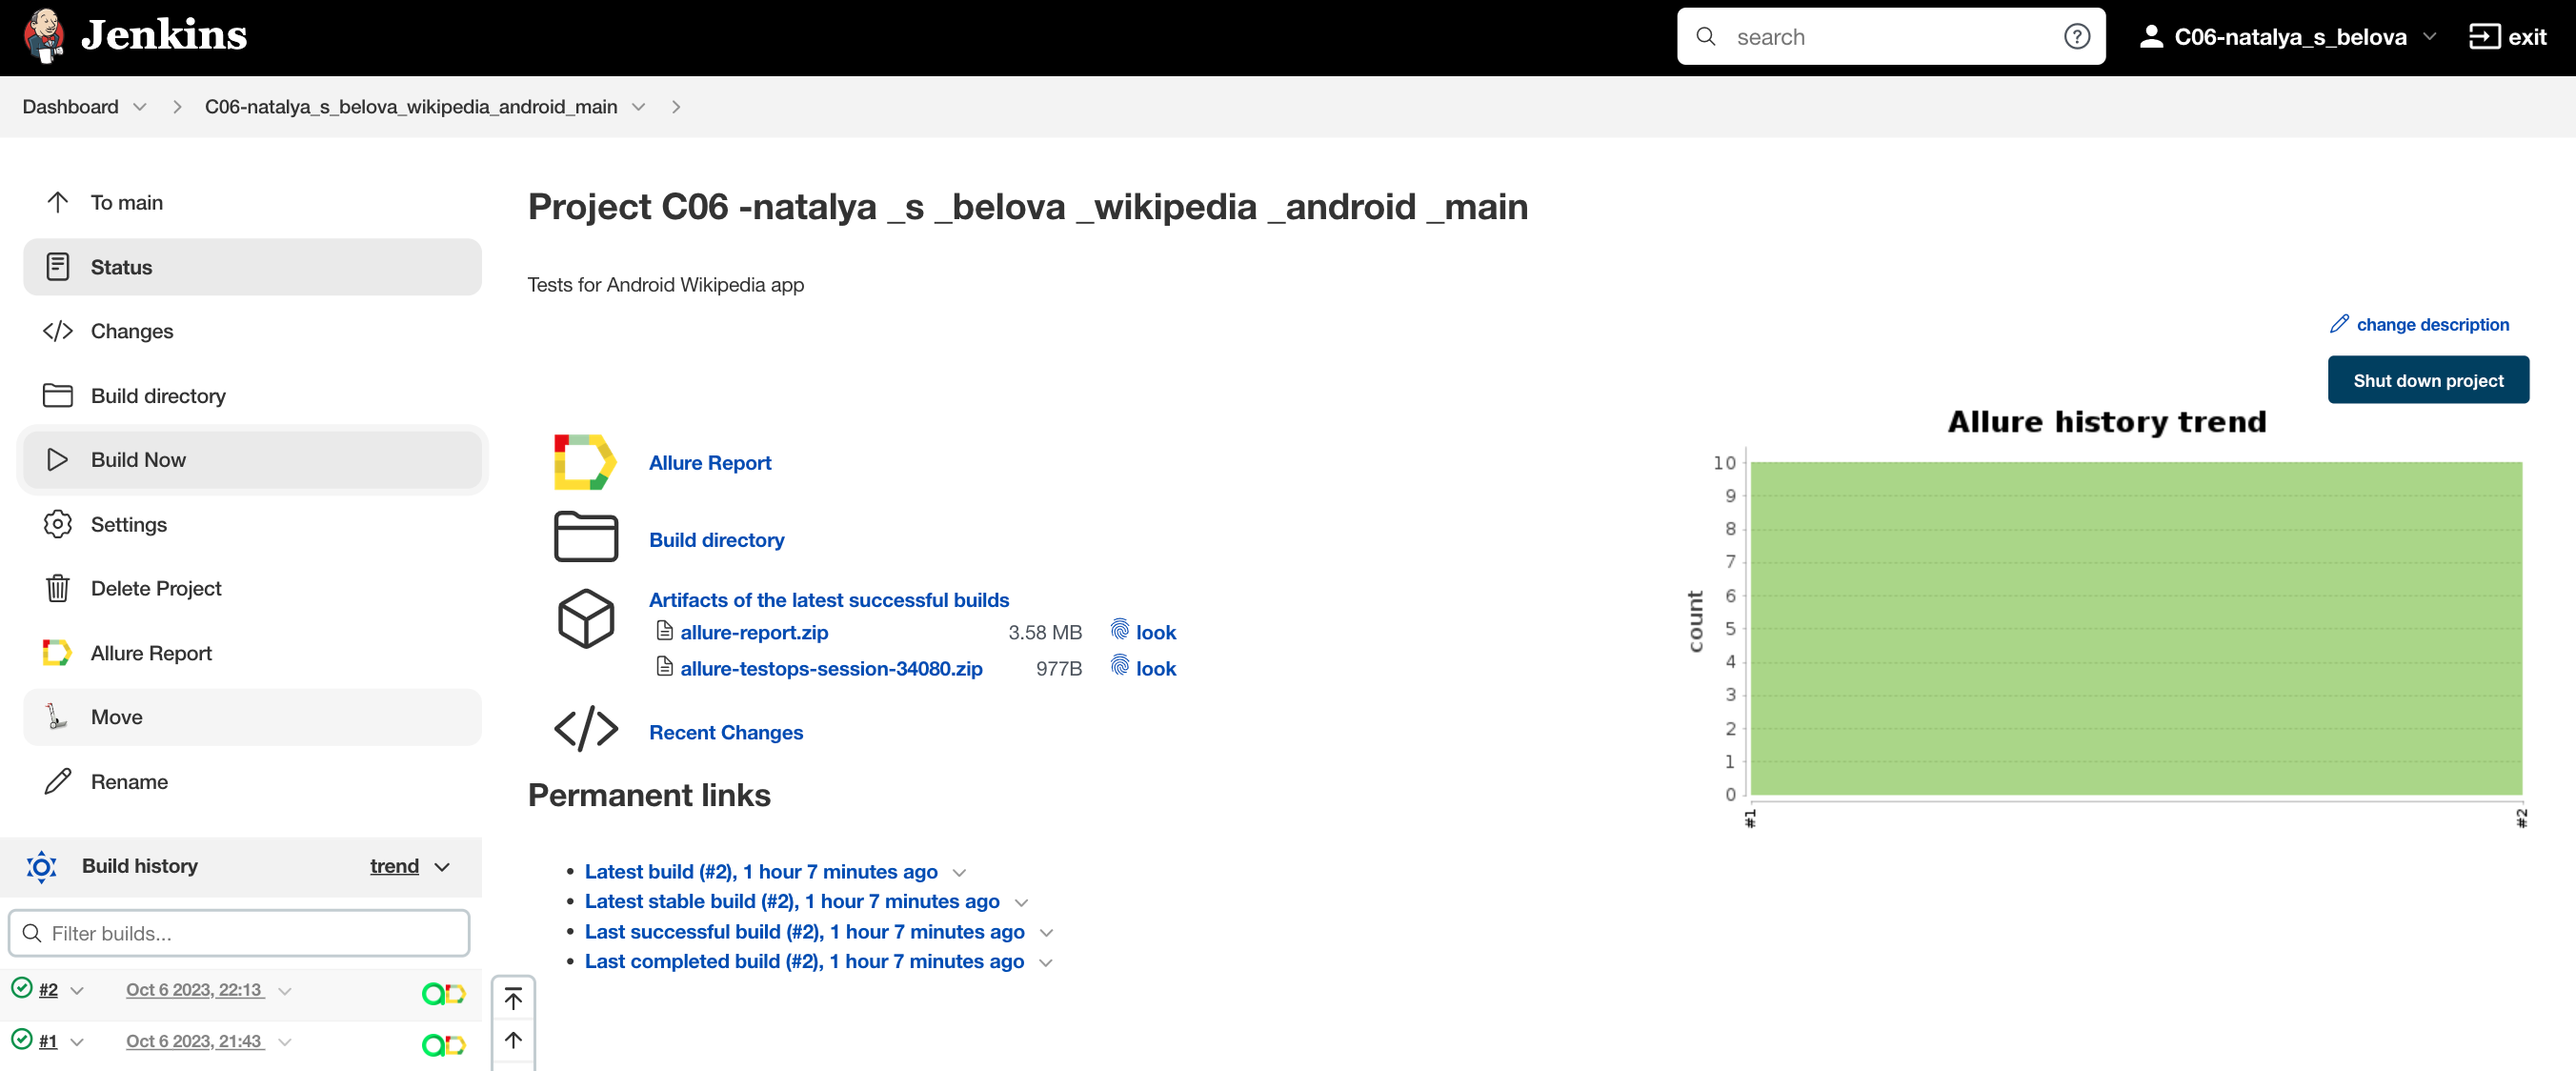 Jenkins
search
C06-natalya_s_belova
exit
Dashboard
C06-natalya_s_belova_wikipedia_android_main
To main
Status
Changes
Build directory
Build Now
Settings
Delete Project
Allure Report
Move
Rename
Build history
trend
Filter builds...
#2
Oct 6 2023, 22:13
#1
Oct 6 2023, 21:43
Project C06 -natalya _s _belova _wikipedia _android _main
Tests for Android Wikipedia app
change description
Shut down project
Allure Report
Build directory
Artifacts of the latest successful builds
allure-report.zip 3.58 MB look
allure-testops-session-34080.zip 977B look
Recent Changes
Permanent links
• Latest build (#2), 1 hour 7 minutes ago
• Latest stable build (#2), 1 hour 7 minutes ago
• Last successful build (#2), 1 hour 7 minutes ago
• Last completed build (#2), 1 hour 7 minutes ago
Allure history trend
count
10
9
8
7
6
5
4
3
2
1
0
#1
#2